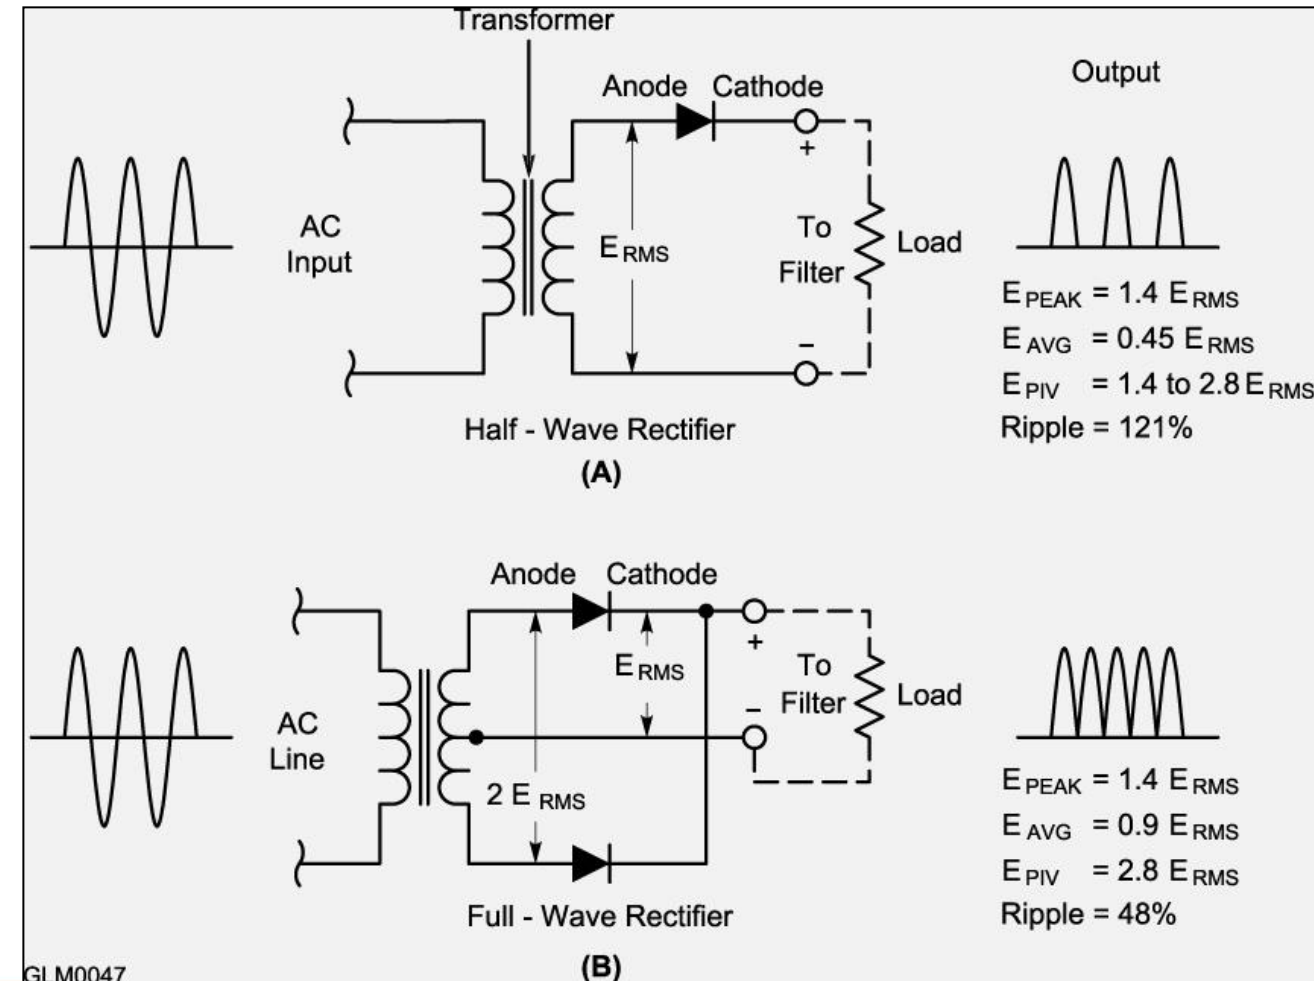 Transformer
Anode Cathode
Output
+
AC
Input
E RMS
To
Filter
Load
−
E PEAK = 1.4 E RMS
E AVG = 0.45 E RMS
E PIV = 1.4 to 2.8 E RMS
Ripple = 121%
Half - Wave Rectifier
(A)
Anode Cathode
+
E RMS
To
Filter
Load
−
AC
Line
2 E RMS
E PEAK = 1.4 E RMS
E AVG = 0.9 E RMS
E PIV = 2.8 E RMS
Ripple = 48%
Full - Wave Rectifier
(B)
GLM0047